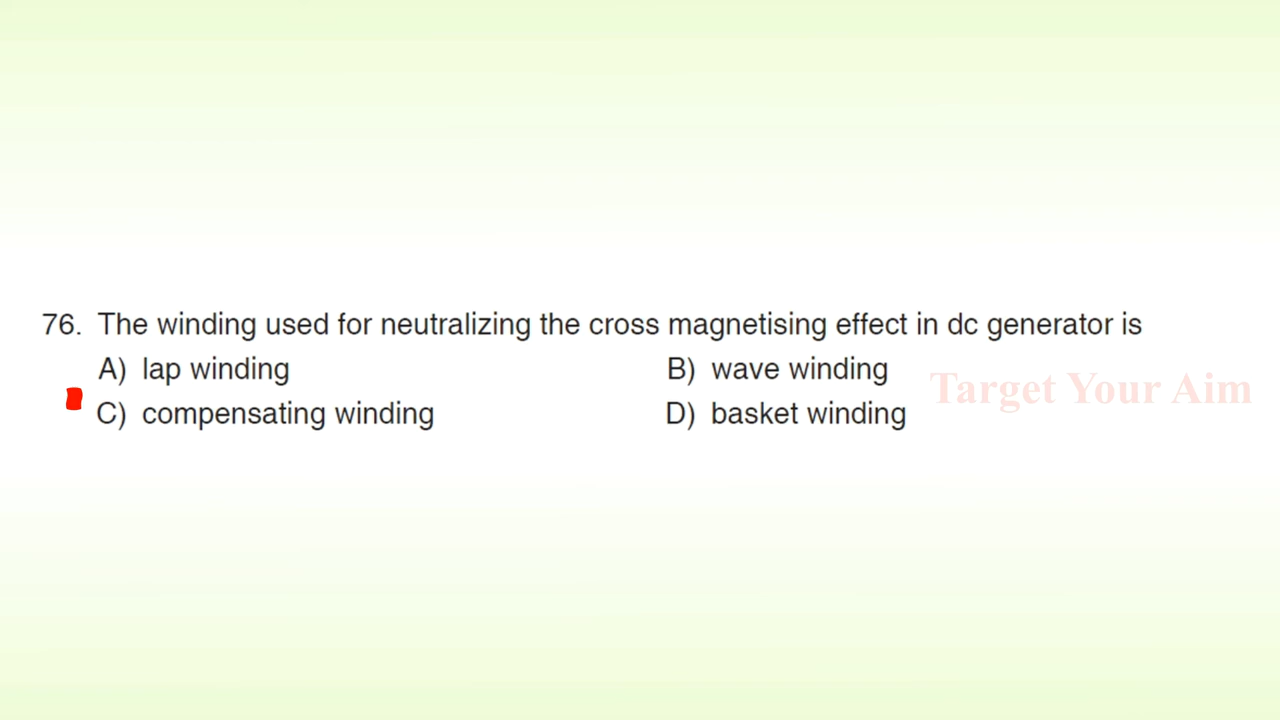 76. The winding used for neutralizing the cross magnetising effect in dc generator is
A) lap winding B) wave winding
Target Your Aim
C) compensating winding D) basket winding